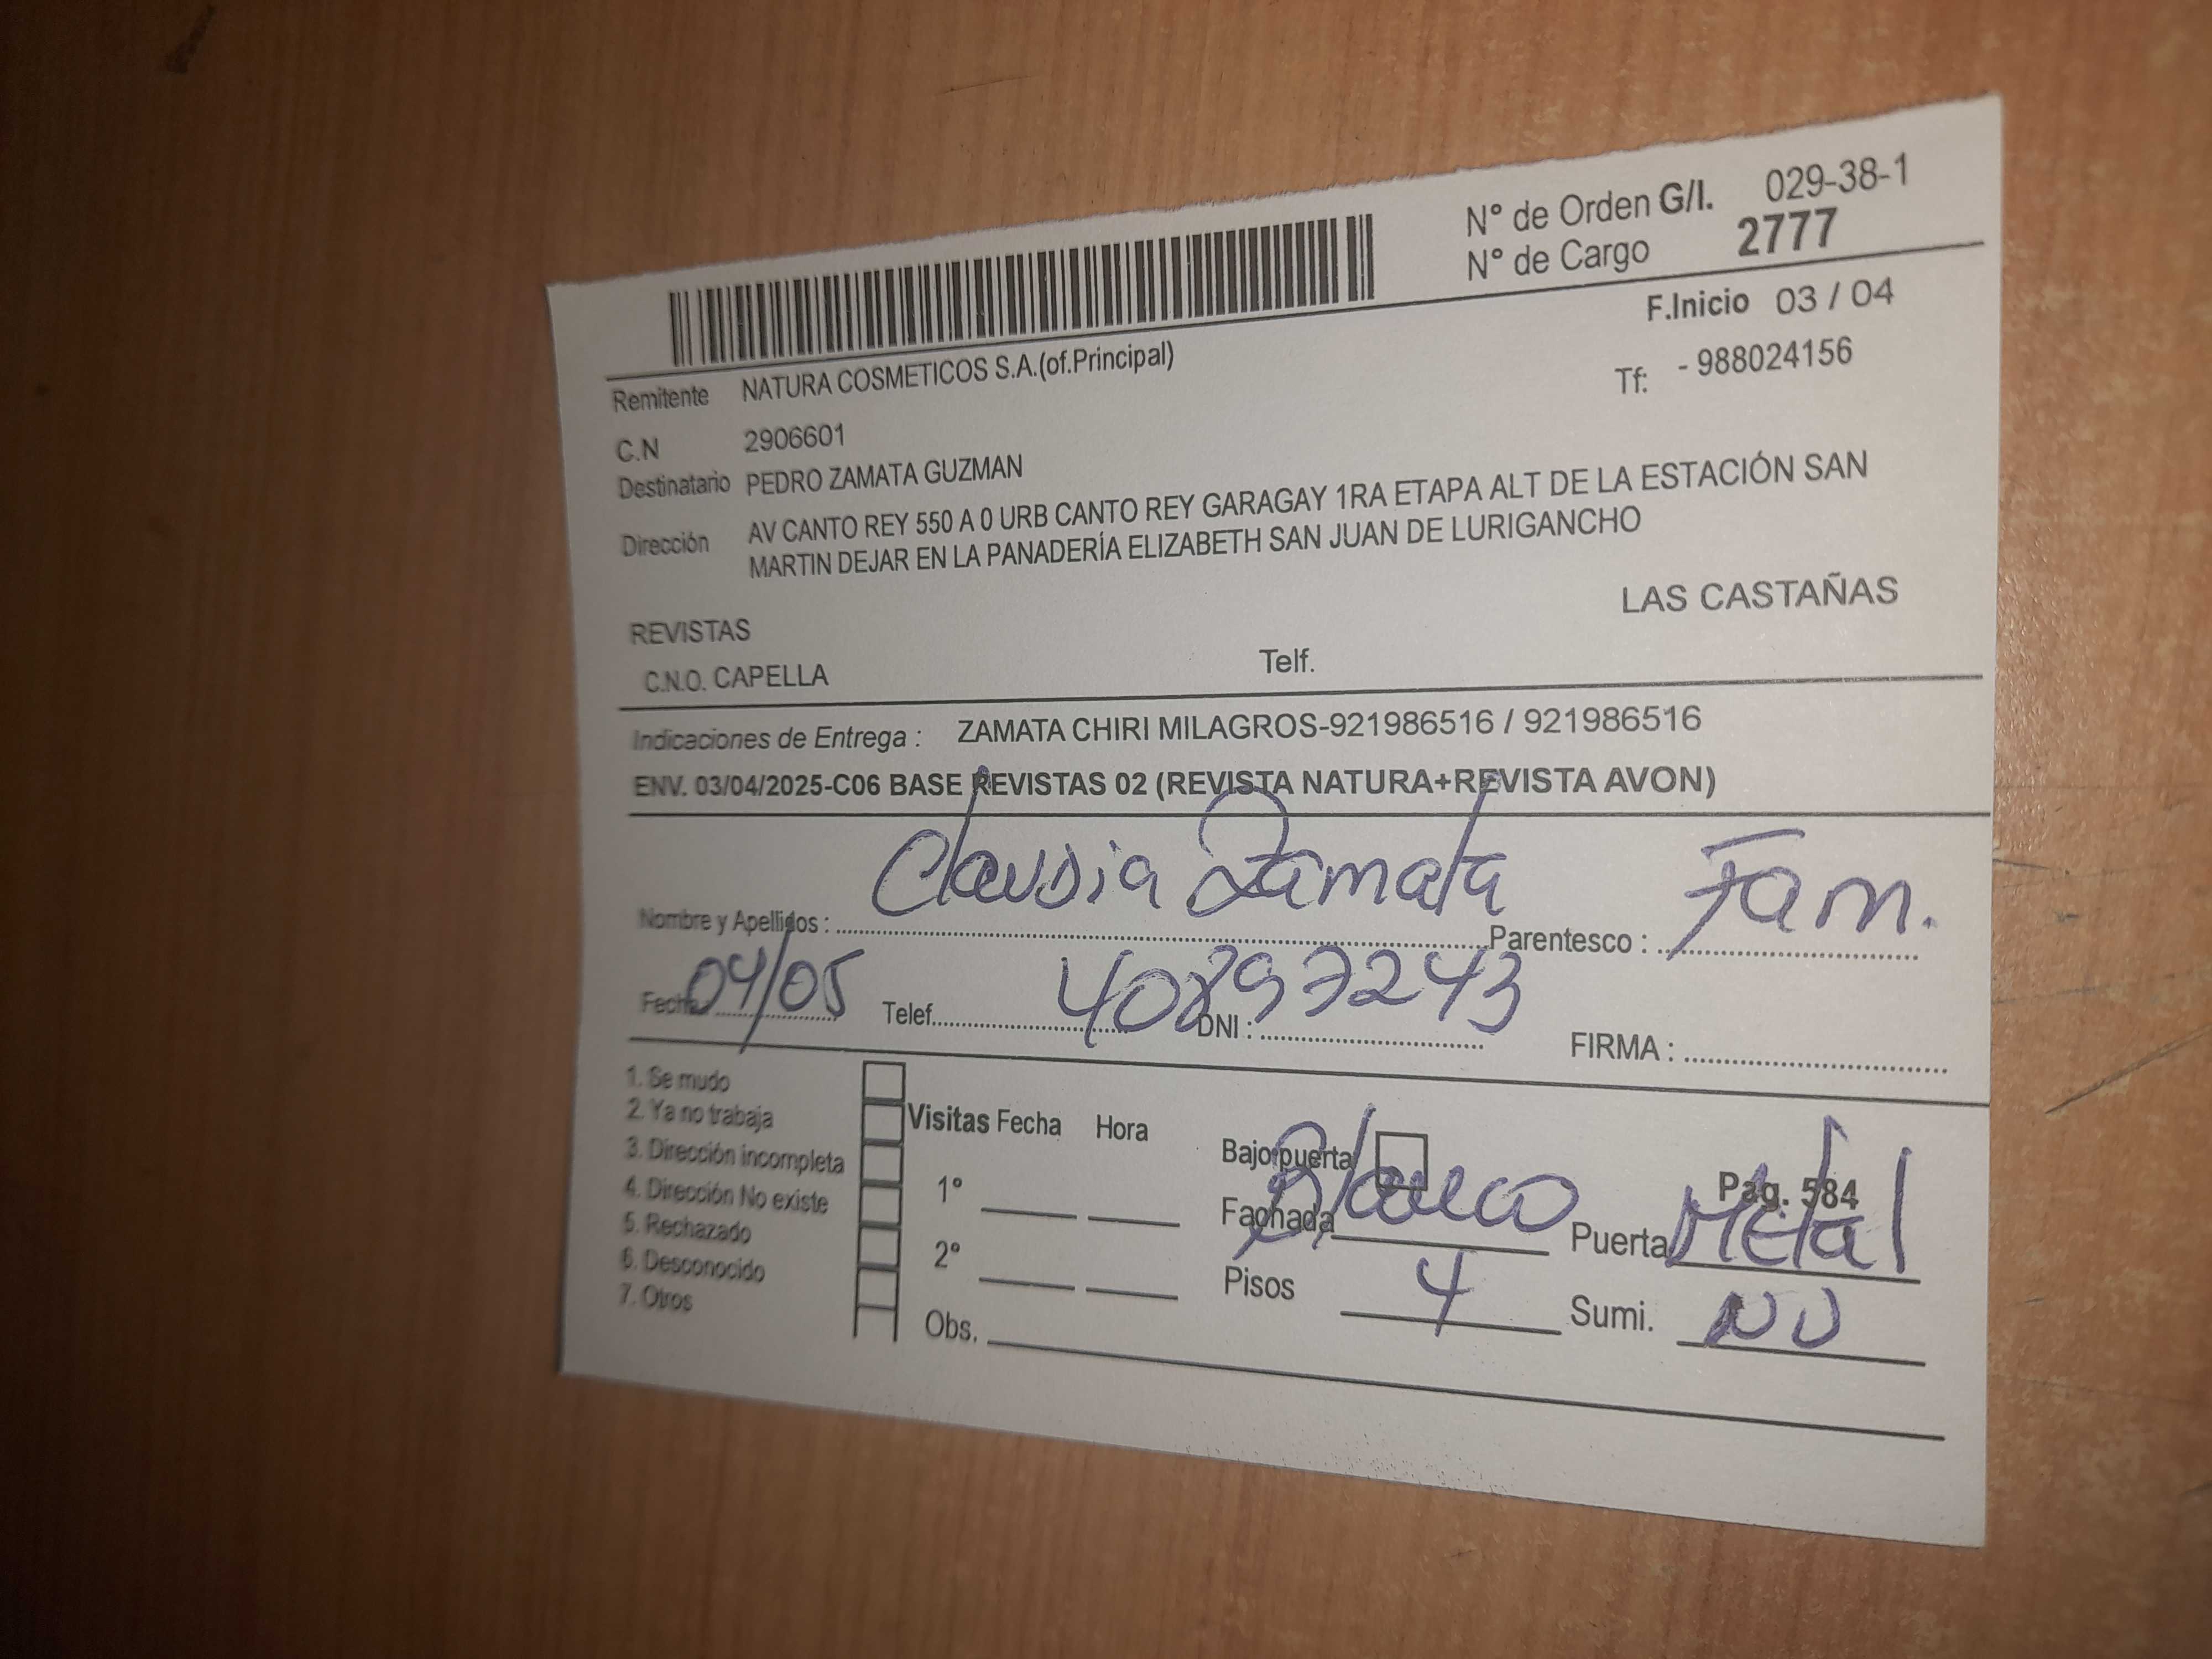 N° de Orden G/I. 029-38-1
N° de Cargo 2777
F.Inicio 03 / 04
Remitente NATURA COSMETICOS S.A.(of.Principal)
Tf: - 988024156
C.N 2906601
Destinatario PEDRO ZAMATA GUZMAN
Dirección AV CANTO REY 550 A 0 URB CANTO REY GARAGAY 1RA ETAPA ALT DE LA ESTACIÓN SAN
MARTIN DEJAR EN LA PANADERÍA ELIZABETH SAN JUAN DE LURIGANCHO
LAS CASTAÑAS
REVISTAS
C.N.O. CAPELLA Telf.
Indicaciones de Entrega : ZAMATA CHIRI MILAGROS-921986516 / 921986516
ENV. 03/04/2025-C06 BASE REVISTAS 02 (REVISTA NATURA+REVISTA AVON)
Nombre y Apellidos : Claudia Zamata Parentesco : Fam.
Fecha 04/05 Telef. DNI : 40897243 FIRMA :
1. Se mudo
2. Ya no trabaja
3. Dirección incompleta
4. Dirección No existe
5. Rechazado
6. Desconocido
7. Otros
Visitas Fecha Hora
1°
2°
Obs.
Bajo puerta
Pag. 584
Fachada Blanco Puerta Metal
Pisos 4 Sumi. NO